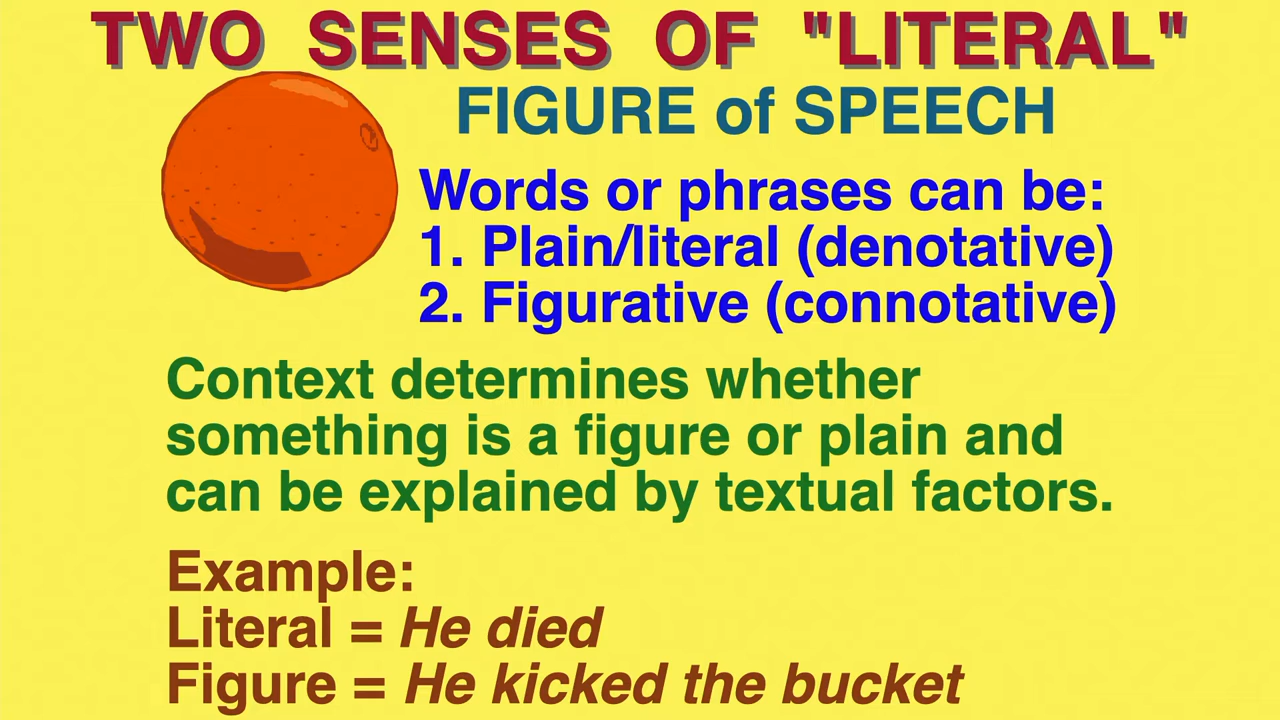 TWO SENSES OF "LITERAL"
FIGURE of SPEECH
Words or phrases can be:
1. Plain/literal (denotative)
2. Figurative (connotative)
Context determines whether
something is a figure or plain and
can be explained by textual factors.
Example:
Literal = He died
Figure = He kicked the bucket